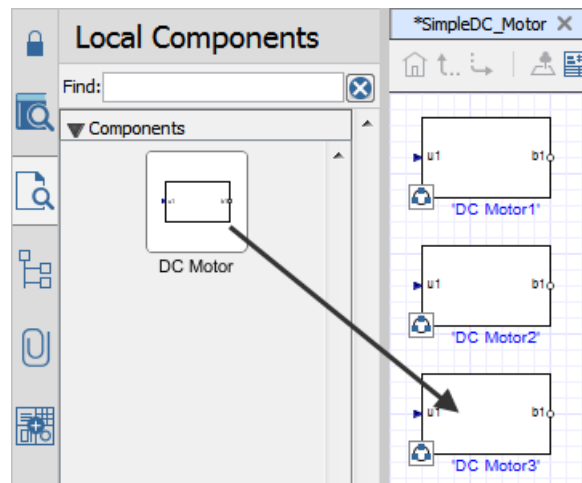 Local Components
Find:
Components
DC Motor
*SimpleDC_Motor
t..
u1 b1
'DC Motor1'
u1 b1
'DC Motor2'
u1 b1
'DC Motor3'